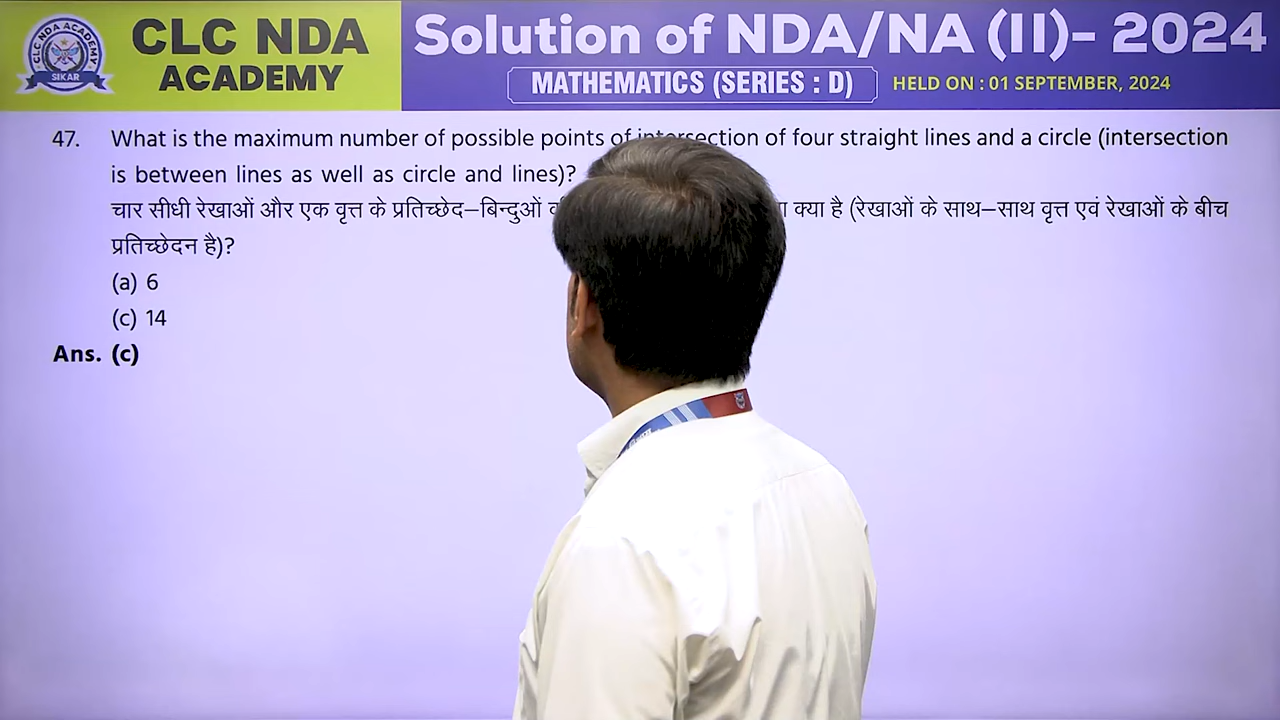 CLC NDA ACADEMY
SIKAR
CLC NDA
ACADEMY
Solution of NDA/NA (II)- 2024
MATHEMATICS (SERIES : D)
HELD ON : 01 SEPTEMBER, 2024
47. What is the maximum number of possible points of intersection of four straight lines and a circle (intersection
is between lines as well as circle and lines)?
चार सीधी रेखाओं और एक वृत्त के प्रतिच्छेद–बिन्दुओं क्या है (रेखाओं के साथ–साथ वृत्त एवं रेखाओं के बीच
प्रतिच्छेदन है)?
(a) 6
(c) 14
Ans. (c)